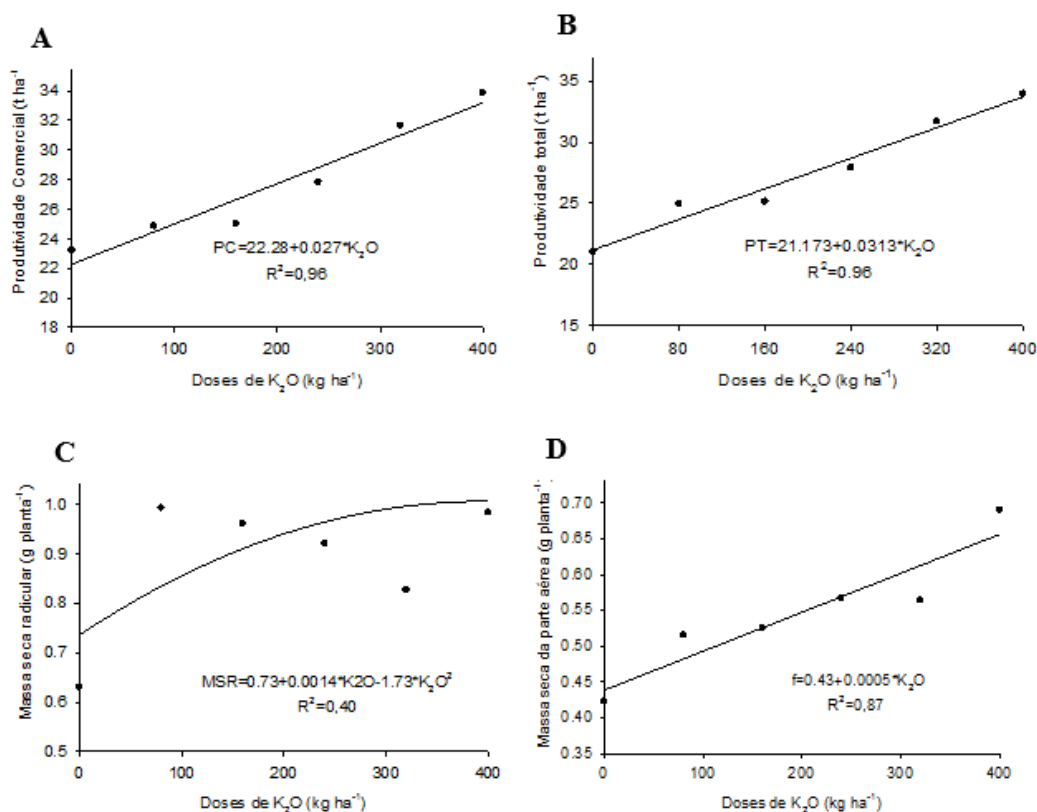 A
Produtividade Comercial (t ha⁻¹)
34
32
30
28
26
24
22
20
18
PC=22.28+0.027*K₂O
R²=0,96
0 100 200 300 400
Doses de K₂O (kg ha⁻¹)
B
Produtividade total (t ha⁻¹)
35
30
25
20
15
PT=21.173+0.0313*K₂O
R²=0.96
0 80 160 240 320 400
Doses de K₂O (kg ha⁻¹)
C
Massa seca radicular (g planta⁻¹)
1.0
0.9
0.8
0.7
0.6
0.5
MSR=0.73+0.0014*K2O-1.73*K₂O²
R²=0,40
0 100 200 300 400
Doses de K₂O (kg ha⁻¹)
D
Massa seca da parte aérea (g planta⁻¹
0.70
0.65
0.60
0.55
0.50
0.45
0.40
0.35
f=0.43+0.0005*K₂O
R²=0,87
0 100 200 300 400
Doses de K₂O (kg ha⁻¹)